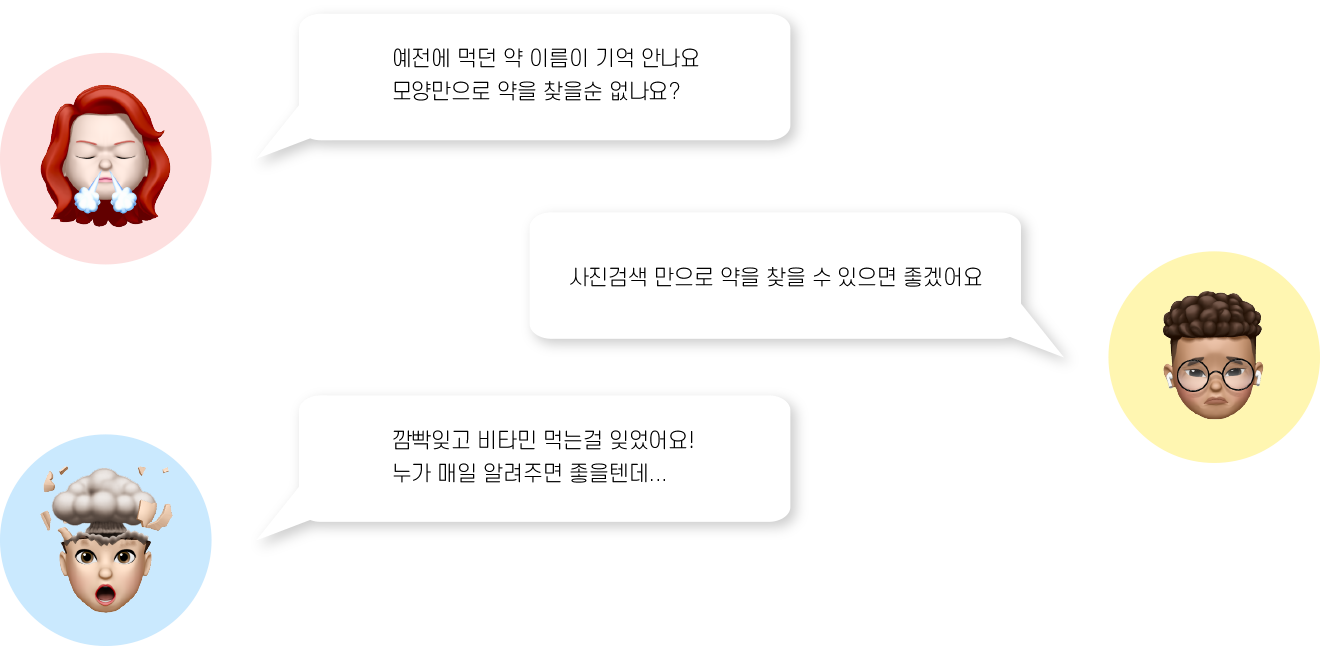 예전에 먹던 약 이름이 기억 안나요
모양만으로 약을 찾을순 없나요?
사진검색 만으로 약을 찾을 수 있으면 좋겠어요
깜빡잊고 비타민 먹는걸 잊었어요!
누가 매일 알려주면 좋을텐데...